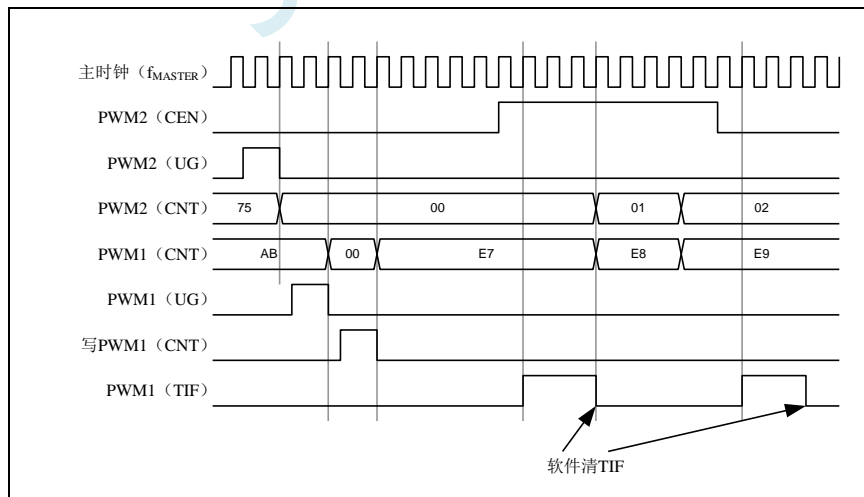 主时钟（fMASTER）
PWM2（CEN）
PWM2（UG）
PWM2（CNT）
75 00 01 02
PWM1（CNT）
AB 00 E7 E8 E9
PWM1（UG）
写PWM1（CNT）
PWM1（TIF）
软件清TIF